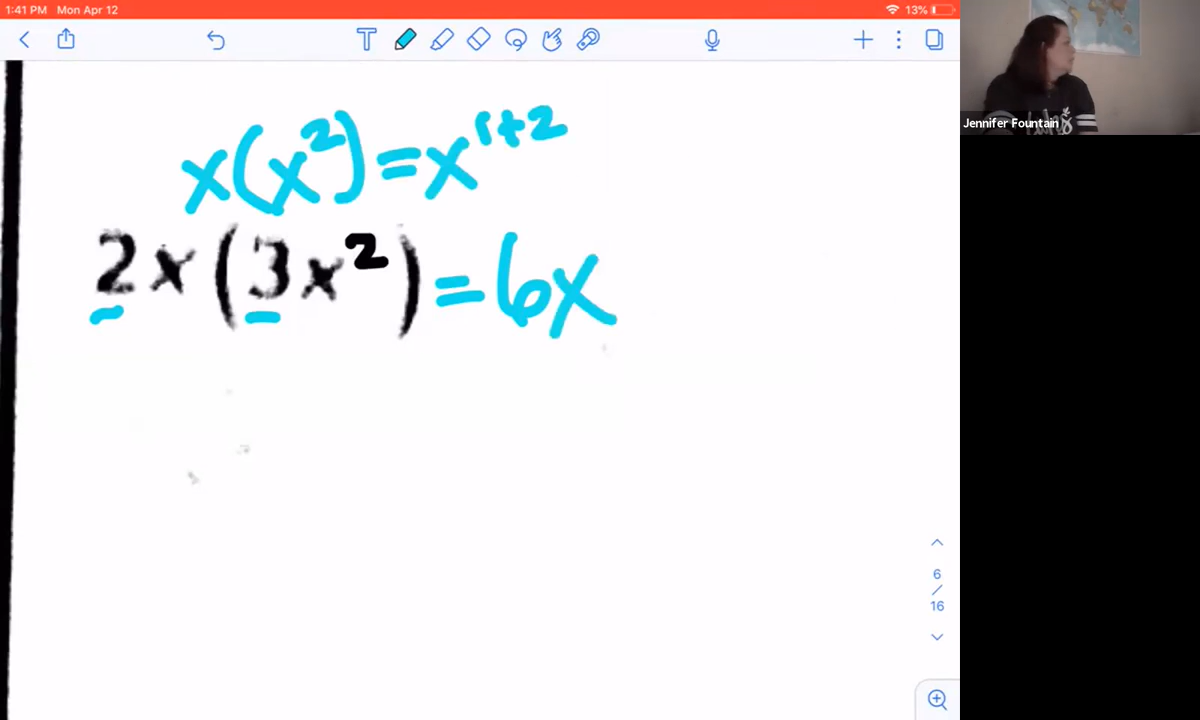 1:41 PM Mon Apr 12
13%
x(x²)=x¹⁺²
2x(3x²)=6x
6
/
16
Jennifer Fountain